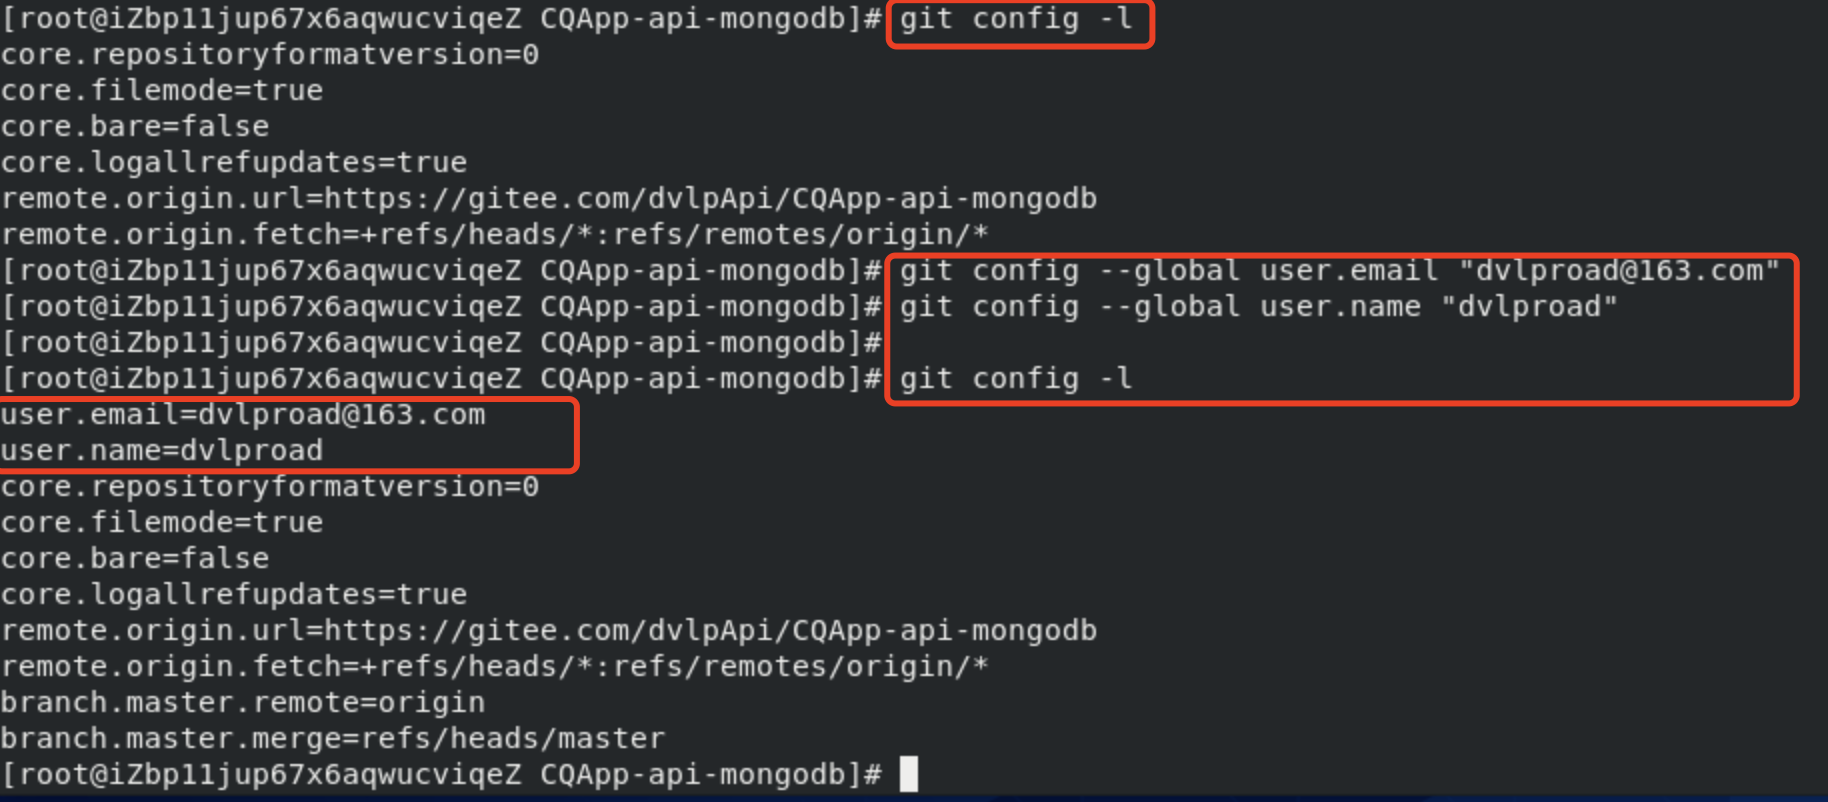 [root@iZbp11jup67x6aqwucviqeZ CQApp-api-mongodb]# git config -l
core.repositoryformatversion=0
core.filemode=true
core.bare=false
core.logallrefupdates=true
remote.origin.url=https://gitee.com/dvlpApi/CQApp-api-mongodb
remote.origin.fetch=+refs/heads/*:refs/remotes/origin/*
[root@iZbp11jup67x6aqwucviqeZ CQApp-api-mongodb]# git config --global user.email "dvlproad@163.com"
[root@iZbp11jup67x6aqwucviqeZ CQApp-api-mongodb]# git config --global user.name "dvlproad"
[root@iZbp11jup67x6aqwucviqeZ CQApp-api-mongodb]#
[root@iZbp11jup67x6aqwucviqeZ CQApp-api-mongodb]# git config -l
user.email=dvlproad@163.com
user.name=dvlproad
core.repositoryformatversion=0
core.filemode=true
core.bare=false
core.logallrefupdates=true
remote.origin.url=https://gitee.com/dvlpApi/CQApp-api-mongodb
remote.origin.fetch=+refs/heads/*:refs/remotes/origin/*
branch.master.remote=origin
branch.master.merge=refs/heads/master
[root@iZbp11jup67x6aqwucviqeZ CQApp-api-mongodb]#